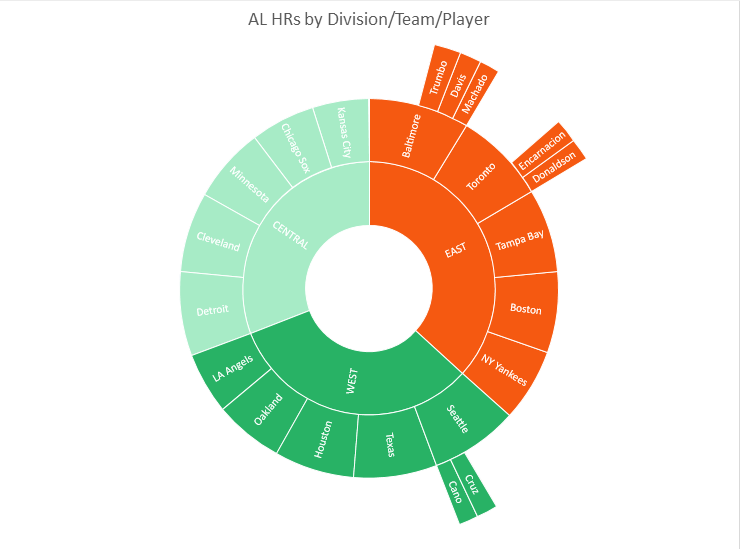 AL HRs by Division/Team/Player
EAST
Baltimore
Trumbo
Davis
Machado
Toronto
Encarnacion
Donaldson
Tampa Bay
Boston
NY Yankees
WEST
Seattle
Cruz
Cano
Texas
Houston
Oakland
LA Angels
CENTRAL
Detroit
Cleveland
Minnesota
Chicago Sox
Kansas City